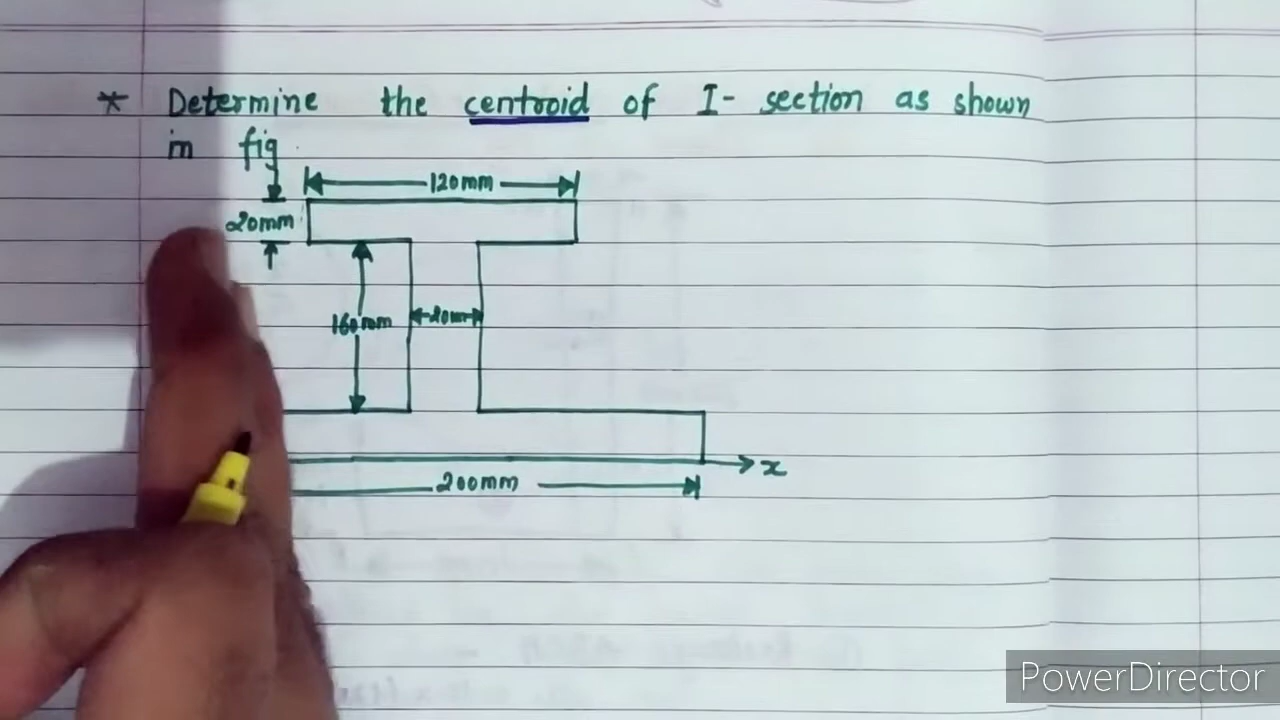 * Determine the centroid of I- section as shown
in fig.
120mm
20mm
160mm
20mm
x
200mm
PowerDirector